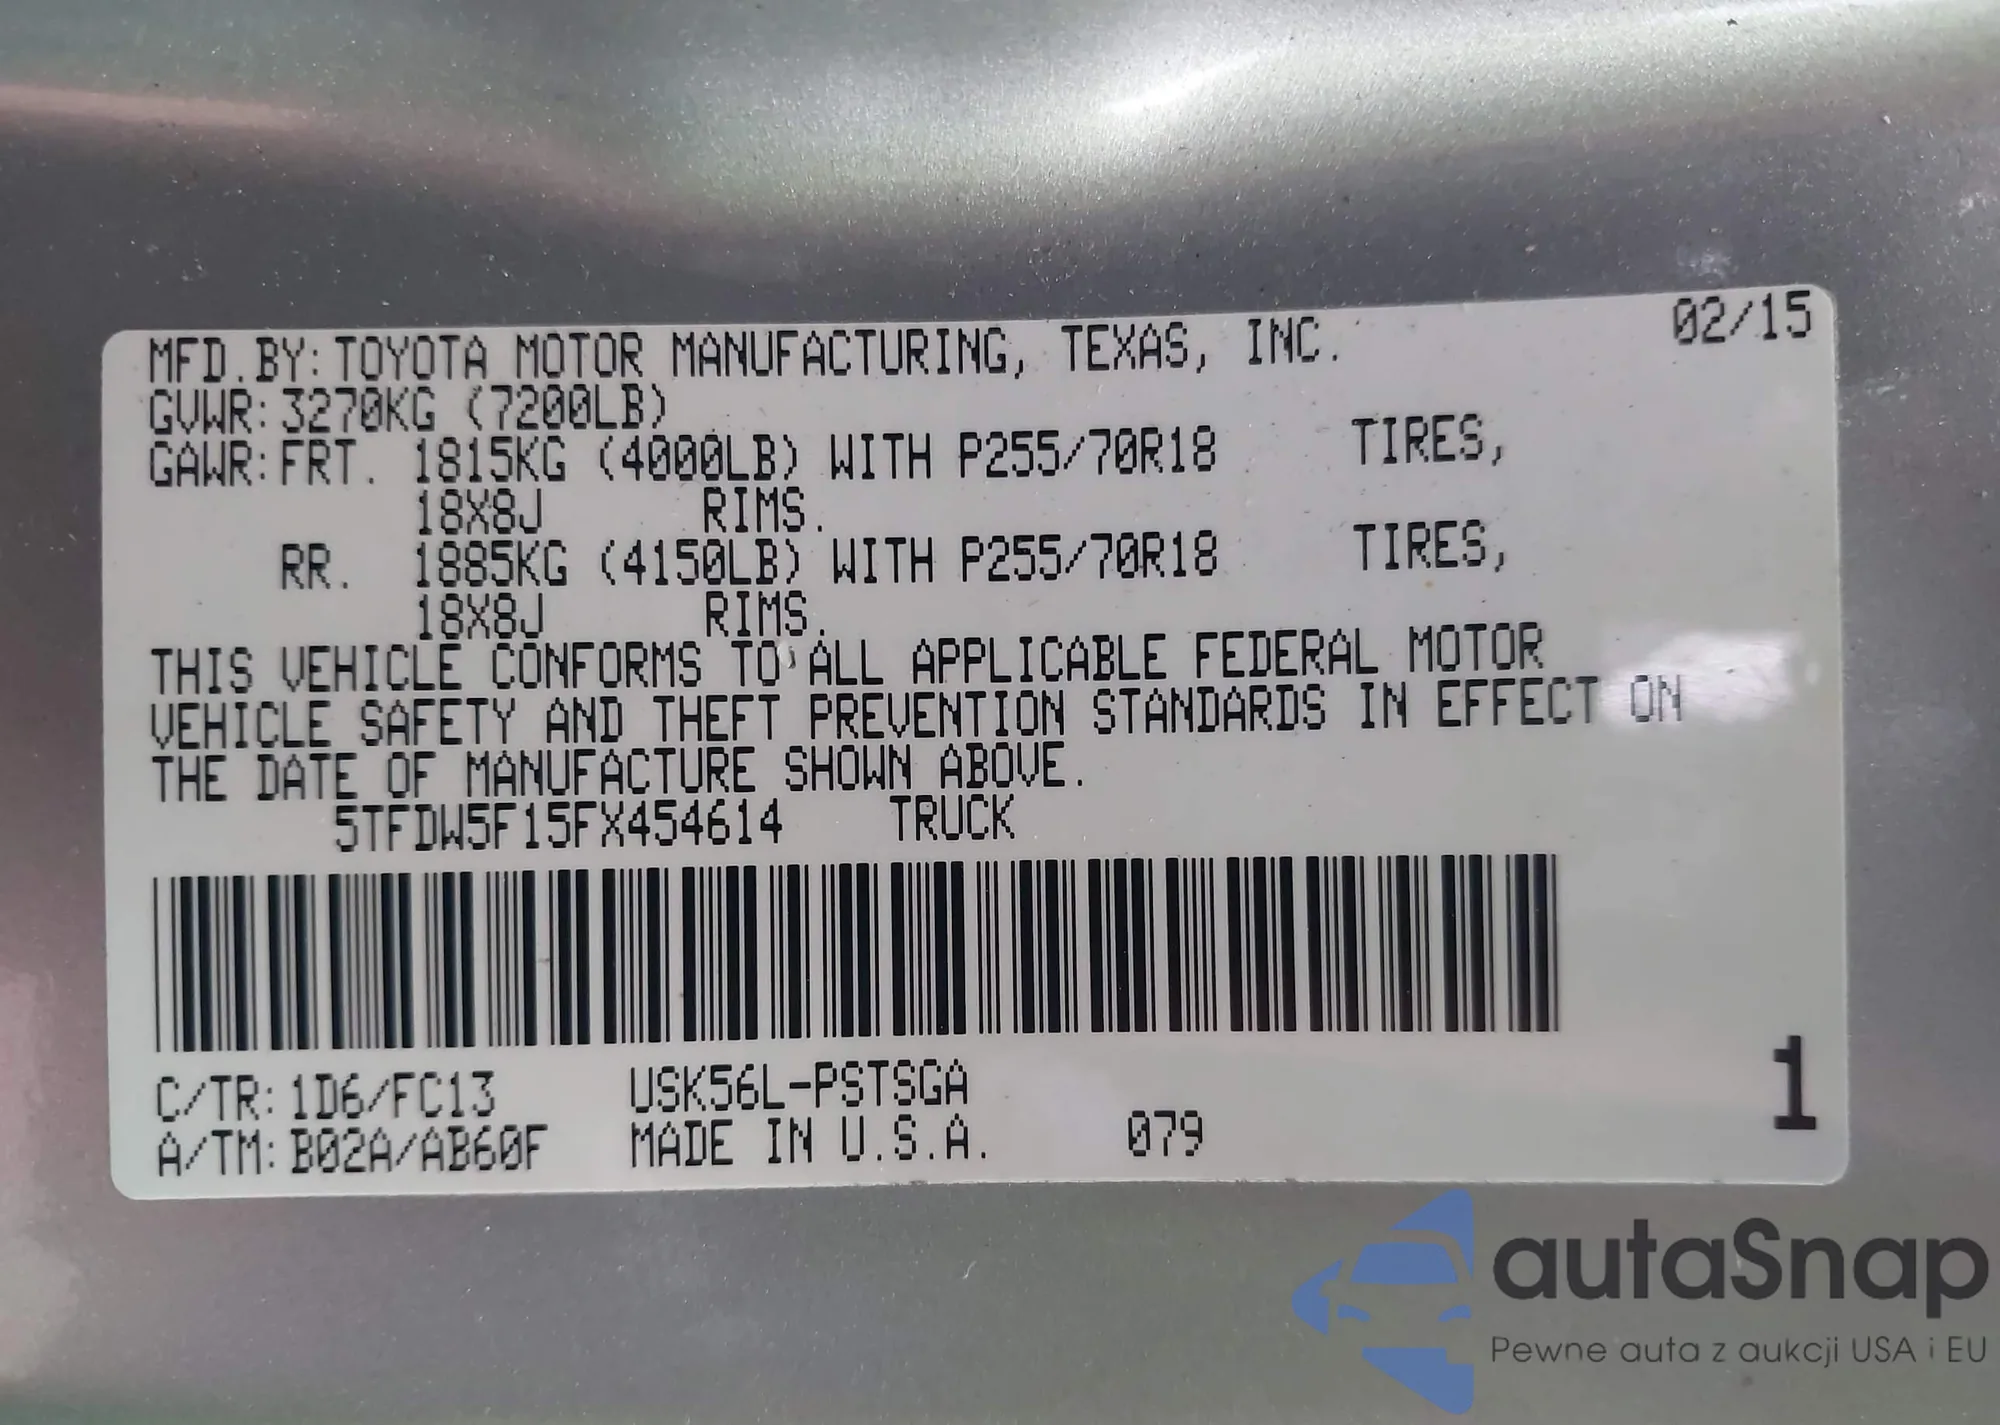 MFD.BY:TOYOTA MOTOR MANUFACTURING, TEXAS, INC. 02/15
GVWR:3270KG (7200LB)
GAWR:FRT. 1815KG (4000LB) WITH P255/70R18 TIRES,
18X8J RIMS.
RR. 1885KG (4150LB) WITH P255/70R18 TIRES,
18X8J RIMS.
THIS VEHICLE CONFORMS TO ALL APPLICABLE FEDERAL MOTOR
VEHICLE SAFETY AND THEFT PREVENTION STANDARDS IN EFFECT ON
THE DATE OF MANUFACTURE SHOWN ABOVE.
5TFDW5F15FX454614 TRUCK
C/TR:1D6/FC13 USK56L-PSTSGA
A/TM:B02A/AB60F MADE IN U.S.A. 079
1
autaSnap
Pewne auta z aukcji USA i EU